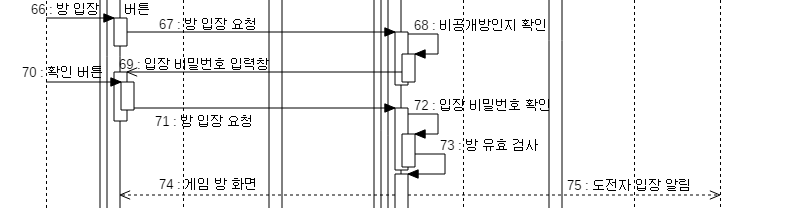 66 : 방 입장 버튼
67 : 방 입장 요청
68 : 비공개방인지 확인
69 : 입장 비밀번호 입력창
70 : 확인 버튼
71 : 방 입장 요청
72 : 입장 비밀번호 확인
73 : 방 유효 검사
74 : 게임 방 화면
75 : 도전자 입장 알림